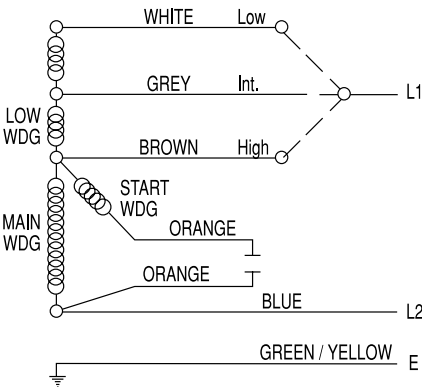 WHITE Low
GREY Int.
L1
LOW
WDG
BROWN High
START
WDG
MAIN
WDG
ORANGE
ORANGE
BLUE
L2
GREEN / YELLOW
E